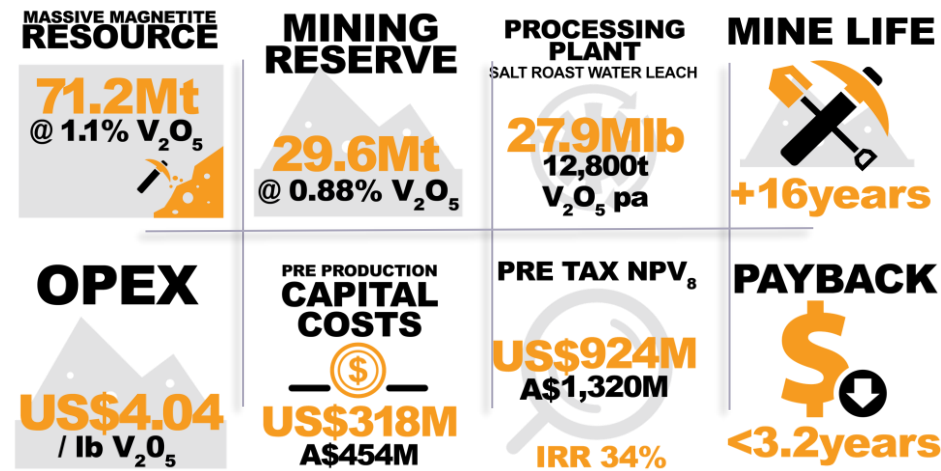 MASSIVE MAGNETITE
RESOURCE
71.2Mt
@ 1.1% V₂O₅
MINING
RESERVE
29.6Mt
@ 0.88% V₂O₅
PROCESSING
PLANT
SALT ROAST WATER LEACH
27.9Mlb
12,800t
V₂O₅ pa
MINE LIFE
+16years
OPEX
US$4.04
/ lb V₂0₅
PRE PRODUCTION
CAPITAL
COSTS
$
US$318M
A$454M
PRE TAX NPV₈
US$924M
A$1,320M
IRR 34%
PAYBACK
$
<3.2years